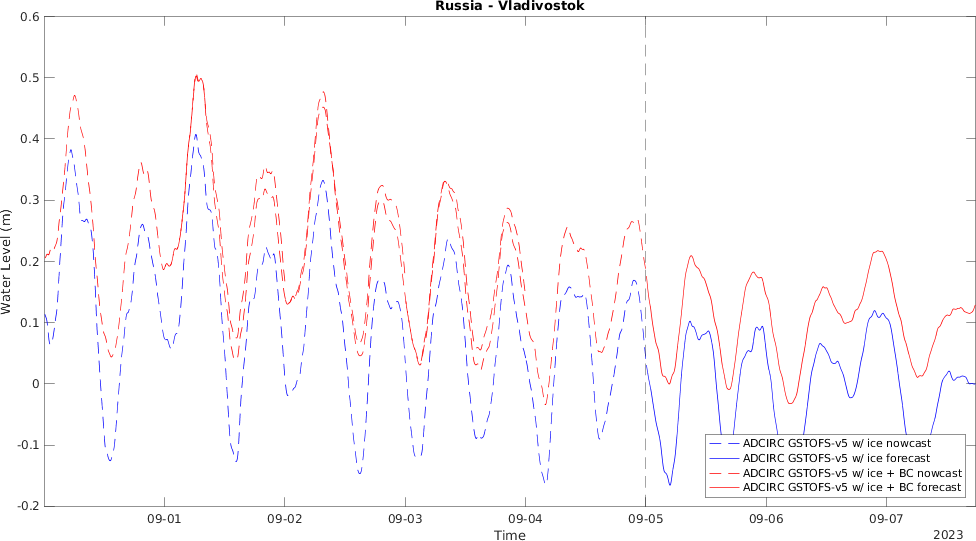 Russia - Vladivostok
0.6
0.5
0.4
0.3
0.2
0.1
0
-0.1
-0.2
Water Level (m)
ADCIRC GSTOFS-v5 w/ ice nowcast
ADCIRC GSTOFS-v5 w/ ice forecast
ADCIRC GSTOFS-v5 w/ ice + BC nowcast
ADCIRC GSTOFS-v5 w/ ice + BC forecast
09-01 09-02 09-03 09-04 09-05 09-06 09-07
Time
2023